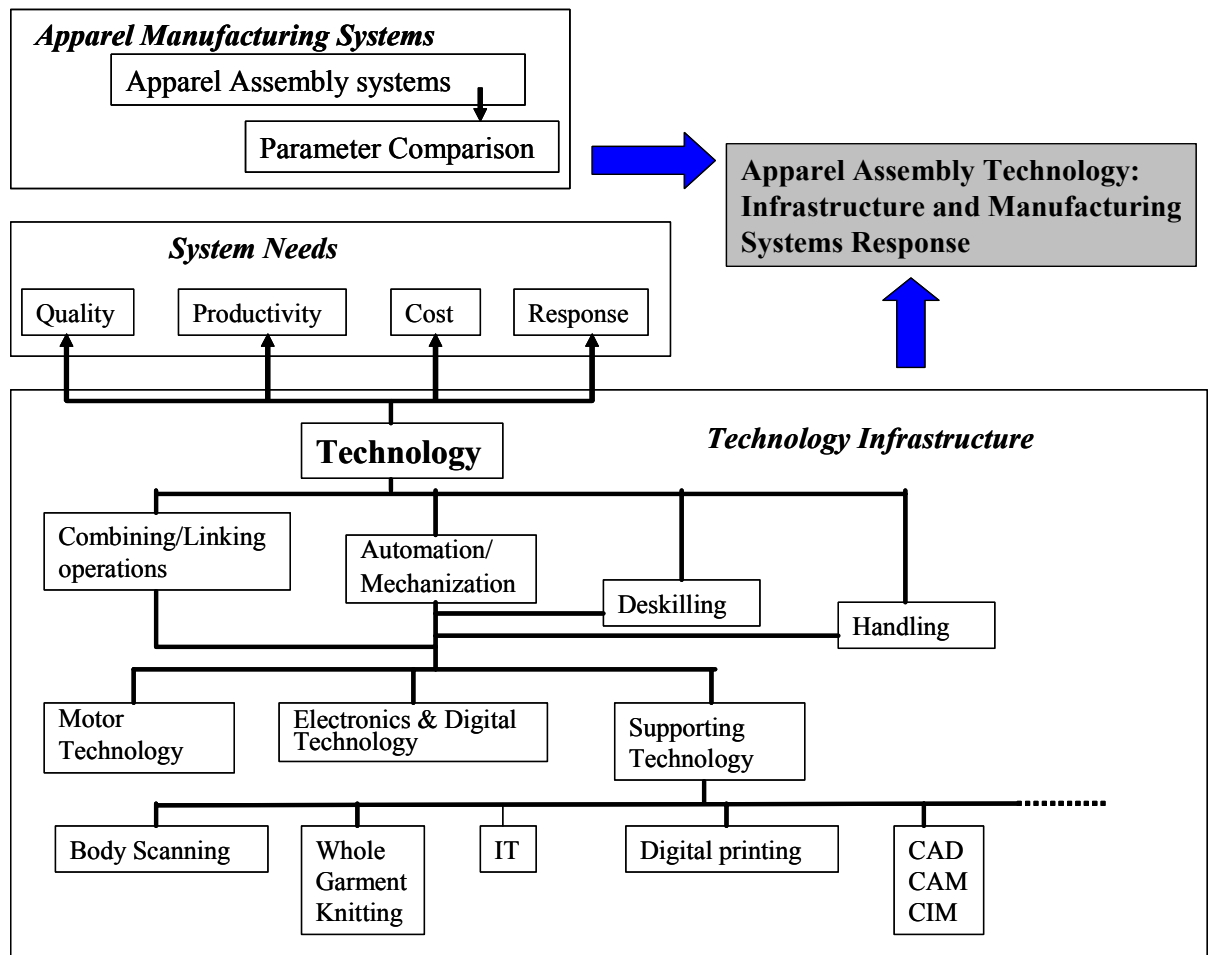 Apparel Manufacturing Systems
Apparel Assembly systems
Parameter Comparison
Apparel Assembly Technology:
Infrastructure and Manufacturing
Systems Response
System Needs
Quality
Productivity
Cost
Response
Technology
Technology Infrastructure
Combining/Linking
operations
Automation/
Mechanization
Deskilling
Handling
Motor
Technology
Electronics & Digital
Technology
Supporting
Technology
Body Scanning
Whole
Garment
Knitting
IT
Digital printing
CAD
CAM
CIM